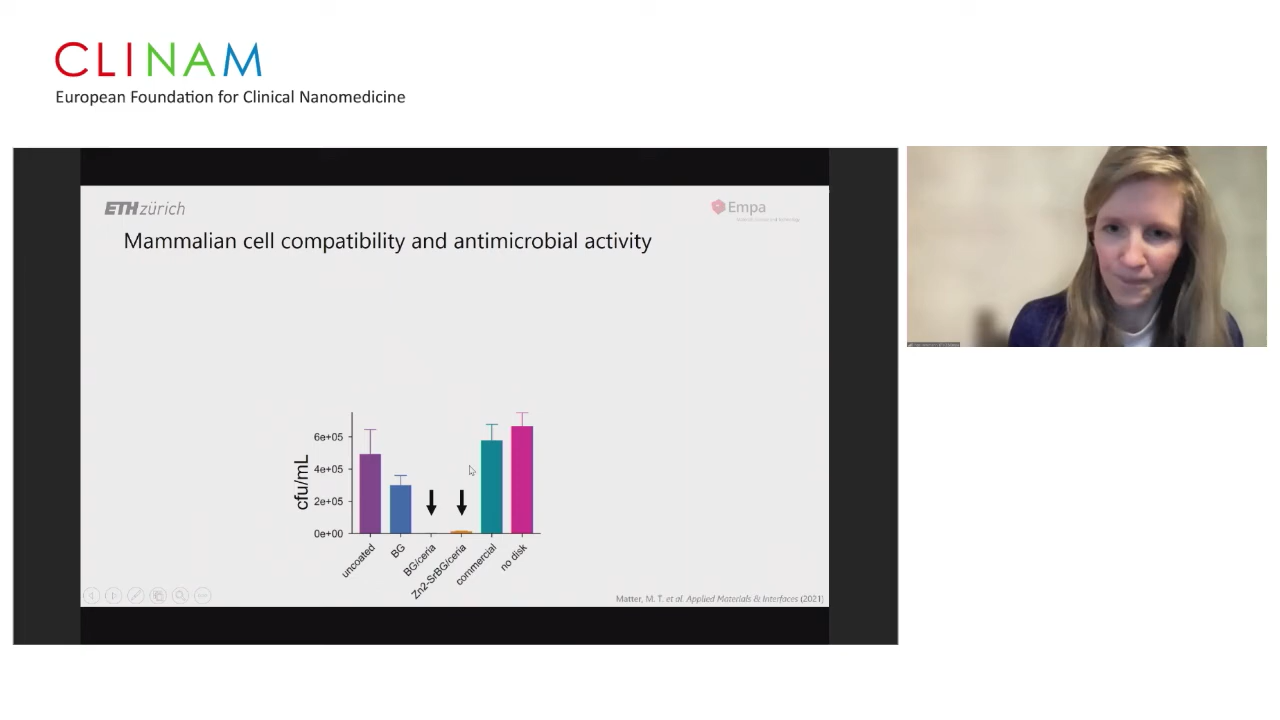 CLINAM
European Foundation for Clinical Nanomedicine
ETH zürich
Empa
Mammalian cell compatibility and antimicrobial activity
cfu/mL
6e+05
4e+05
2e+05
0e+00
uncoated
BG
BG/ceria
Zn2-SrBG/ceria
commercial
no disk
Matter, M. T. et al. Applied Materials & Interfaces (2021)